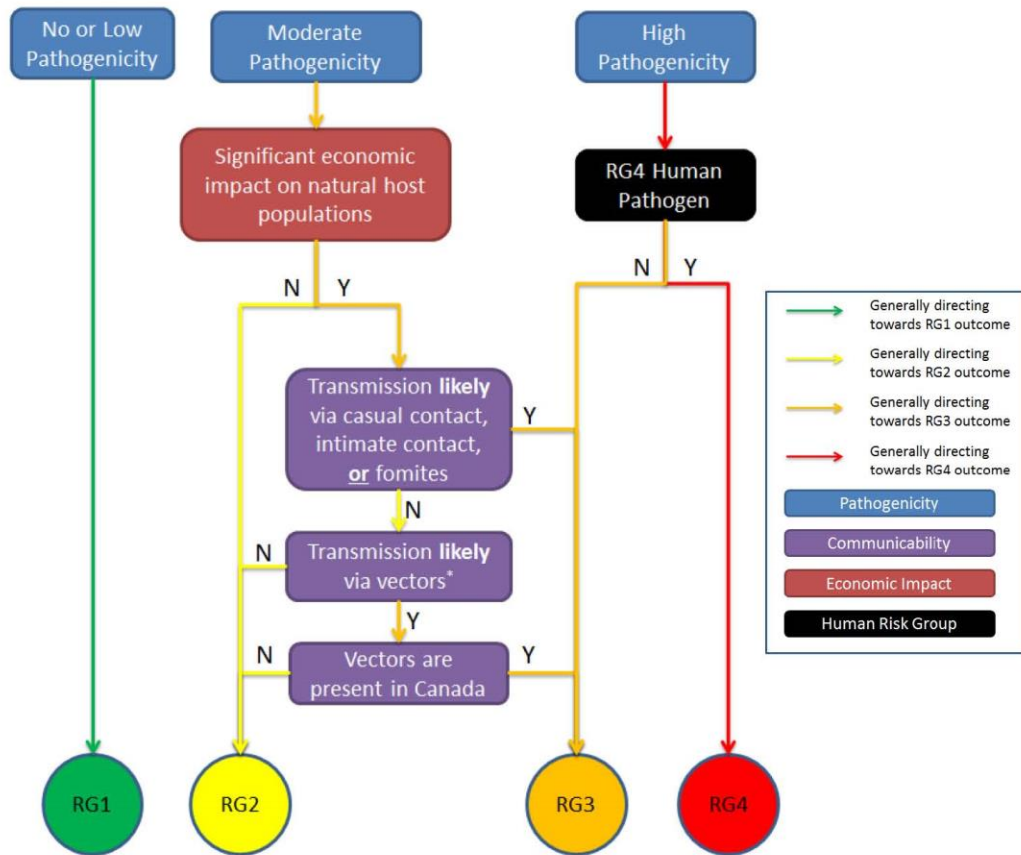 No or Low
Pathogenicity
Moderate
Pathogenicity
High
Pathogenicity
Significant economic
impact on natural host
populations
RG4 Human
Pathogen
N
Y
N
Y
Transmission likely
via casual contact,
intimate contact,
or fomites
Y
N
Transmission likely
via vectors*
N
Y
Vectors are
present in Canada
N
Y
RG1
RG2
RG3
RG4
Generally directing
towards RG1 outcome
Generally directing
towards RG2 outcome
Generally directing
towards RG3 outcome
Generally directing
towards RG4 outcome
Pathogenicity
Communicability
Economic Impact
Human Risk Group